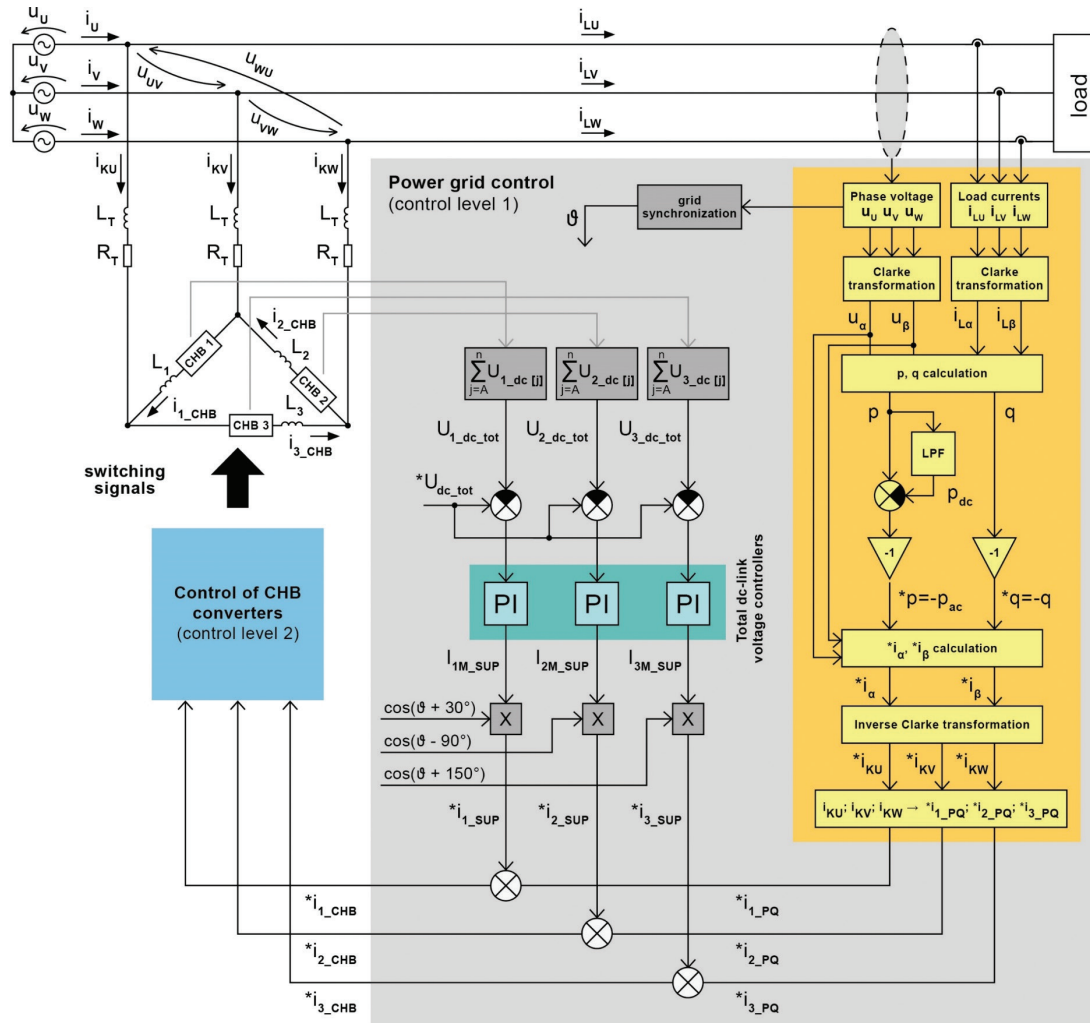 u_U
i_U
i_LU
u_V
i_V
u_UV
u_WU
i_LV
u_W
i_W
u_VW
i_LW
load
i_KU
i_KV
i_KW
L_T
L_T
L_T
R_T
R_T
R_T
Power grid control
(control level 1)
grid
synchronization
ϑ
Phase voltage
u_U u_V u_W
Load currents
i_LU i_LV i_LW
Clarke
transformation
Clarke
transformation
u_α
u_β
i_Lα
i_Lβ
p, q calculation
p
q
LPF
p_dc
-1
-1
*p=-p_ac
*q=-q
*i_α, *i_β calculation
*i_α
*i_β
Inverse Clarke transformation
*i_KU
*i_KV
*i_KW
i_KU; i_KV; i_KW → *i_1_PQ; *i_2_PQ; *i_3_PQ
i_2_CHB
L_1
CHB 1
L_2
CHB 2
i_1_CHB
L_3
CHB 3
i_3_CHB
switching
signals
Control of CHB
converters
(control level 2)
n
∑ U_1_dc [j]
j=A
n
∑ U_2_dc [j]
j=A
n
∑ U_3_dc [j]
j=A
U_1_dc_tot
U_2_dc_tot
U_3_dc_tot
*U_dc_tot
PI
PI
PI
Total dc-link
voltage controllers
I_1M_SUP
I_2M_SUP
I_3M_SUP
cos(ϑ + 30°)
cos(ϑ - 90°)
cos(ϑ + 150°)
X
X
X
*i_1_SUP
*i_2_SUP
*i_3_SUP
*i_1_CHB
*i_1_PQ
*i_2_CHB
*i_2_PQ
*i_3_CHB
*i_3_PQ